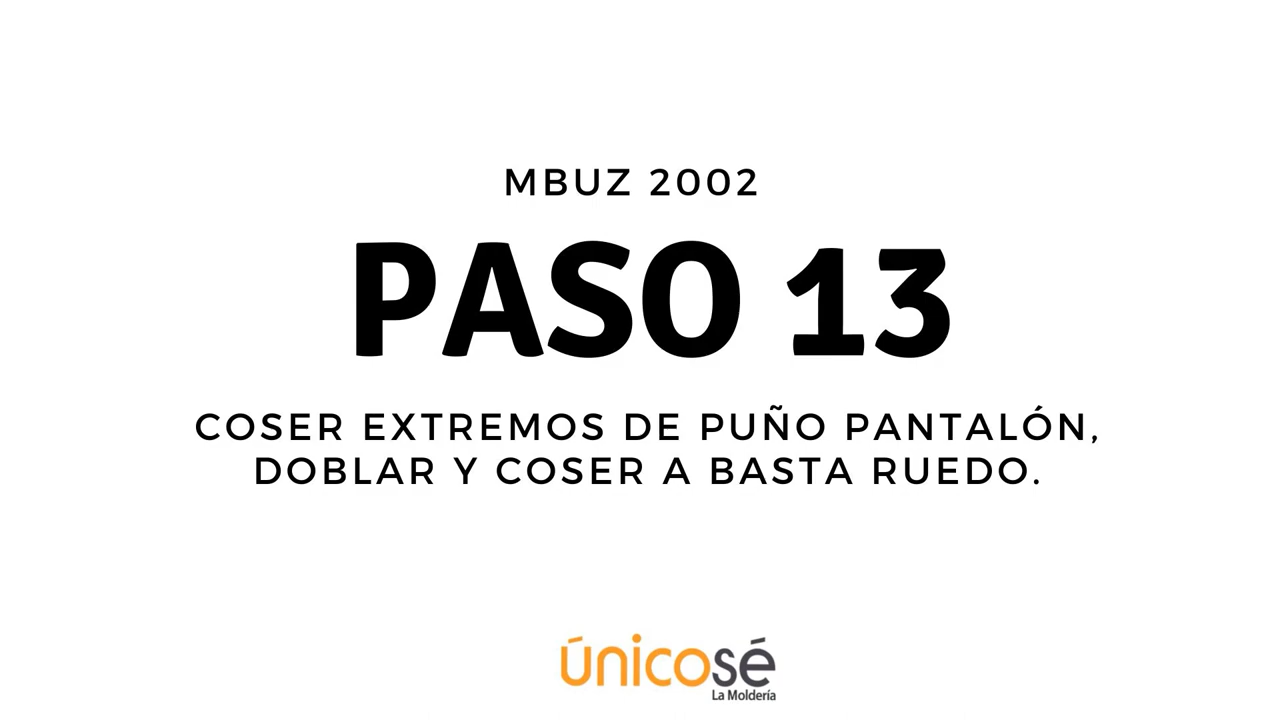 MBUZ 2002
PASO 13
COSER EXTREMOS DE PUÑO PANTALÓN,
DOBLAR Y COSER A BASTA RUEDO.
únicosé
La Moldería